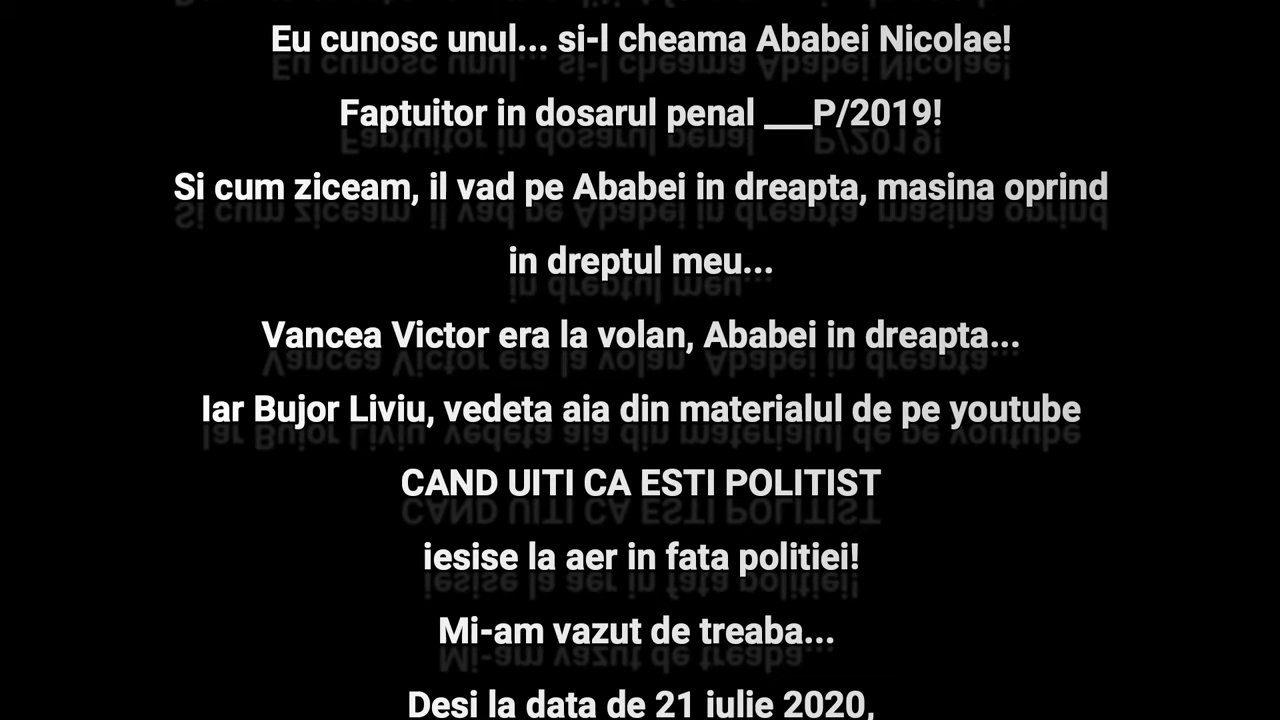 Eu cunosc unul... si-l cheama Ababei Nicolae!
Faptuitor in dosarul penal ___P/2019!
Si cum ziceam, il vad pe Ababei in dreapta, masina oprind
in dreptul meu...
Vancea Victor era la volan, Ababei in dreapta...
Iar Bujor Liviu, vedeta aia din materialul de pe youtube
CAND UITI CA ESTI POLITIST
iesise la aer in fata politiei!
Mi-am vazut de treaba...
Desi la data de 21 iulie 2020,